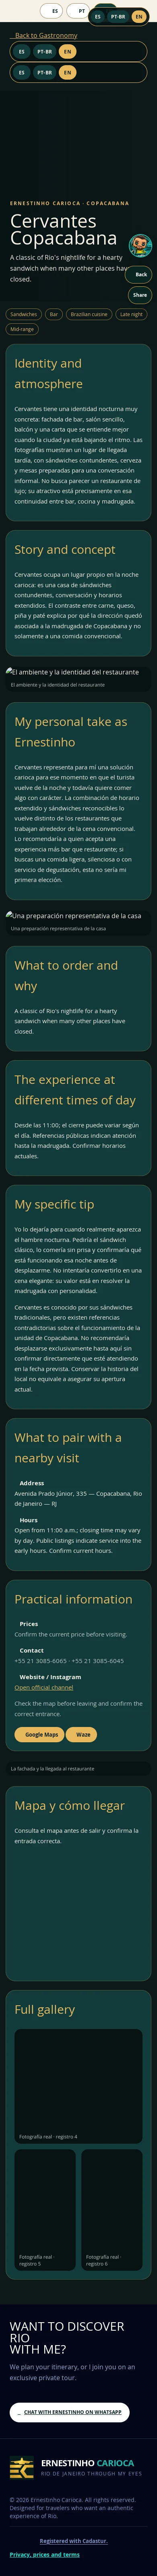 ES
PT
ES
PT-BR
EN
Back to Gastronomy
ES
PT-BR
EN
ES
PT-BR
EN
ERNESTINHO CARIOCA · COPACABANA
Cervantes
Copacabana
A classic of Rio's nightlife for a hearty
sandwich when many other places have
closed.
Back
Share
Sandwiches
Bar
Brazilian cuisine
Late night
Mid-range
Identity and
atmosphere
Cervantes tiene una identidad nocturna muy
concreta: fachada de bar, salón sencillo,
balcón y una carta que se entiende mejor
cuando la ciudad ya está bajando el ritmo. Las
fotografías muestran un lugar de llegada
tardía, con sándwiches contundentes, cerveza
y mesas preparadas para una conversación
informal. No busca parecer un restaurante de
lujo; su atractivo está precisamente en esa
continuidad entre bar, cocina y madrugada.
Story and concept
Cervantes ocupa un lugar propio en la noche
carioca: es una casa de sándwiches
contundentes, conversación y horarios
extendidos. El contraste entre carne, queso,
piña y paté explica por qué la dirección quedó
asociada a la madrugada de Copacabana y no
solamente a una comida convencional.
El ambiente y la identidad del restaurante
El ambiente y la identidad del restaurante
My personal take as
Ernestinho
Cervantes representa para mí una solución
carioca para ese momento en que el turista
vuelve de la noche y todavía quiere comer
algo con carácter. La combinación de horario
extendido y sándwiches reconocibles lo
vuelve distinto de los restaurantes que
trabajan alrededor de la cena convencional.
Lo recomendaría a quien acepta una
experiencia más bar que restaurante; si
buscas una comida ligera, silenciosa o con
servicio de degustación, esta no sería mi
primera elección.
Una preparación representativa de la casa
Una preparación representativa de la casa
What to order and
why
A classic of Rio's nightlife for a hearty
sandwich when many other places have
closed.
The experience at
different times of day
Desde las 11:00; el cierre puede variar según
el día. Referencias públicas indican atención
hasta la madrugada. Confirmar horarios
actuales.
My specific tip
Yo lo dejaría para cuando realmente aparezca
el hambre nocturna. Pediría el sándwich
clásico, comería sin prisa y confirmaría qué
está funcionando esa noche antes de
desplazarme. No intentaría convertirlo en una
cena elegante: su valor está en resolver la
madrugada con personalidad.
Cervantes es conocido por sus sándwiches
tradicionales, pero existen referencias
contradictorias sobre el funcionamiento de la
unidad de Copacabana. No recomiendo
desplazarse exclusivamente hasta aquí sin
confirmar directamente que esté atendiendo
en la fecha prevista. Conservar la historia del
local no equivale a asegurar su apertura
actual.
What to pair with a
nearby visit
Address
Avenida Prado Júnior, 335 — Copacabana, Rio
de Janeiro — RJ
Hours
Open from 11:00 a.m.; closing time may vary
by day. Public listings indicate service into the
early hours. Confirm current hours.
Practical information
Prices
Confirm the current price before visiting.
Contact
+55 21 3085-6065 · +55 21 3085-6045
Website / Instagram
Open official channel
Check the map before leaving and confirm the
correct entrance.
Google Maps
Waze
La fachada y la llegada al restaurante
Mapa y cómo llegar
Consulta el mapa antes de salir y confirma la
entrada correcta.
Full gallery
Fotografía real · registro 4
Fotografía real ·
registro 5
Fotografía real ·
registro 6
WANT TO DISCOVER
RIO
WITH ME?
We plan your itinerary, or I join you on an
exclusive private tour.
CHAT WITH ERNESTINHO ON WHATSAPP
ERNESTINHO CARIOCA
RIO DE JANEIRO THROUGH MY EYES
© 2026 Ernestinho Carioca. All rights reserved.
Designed for travelers who want an authentic
experience of Rio.
Registered with Cadastur.
Privacy, prices and terms